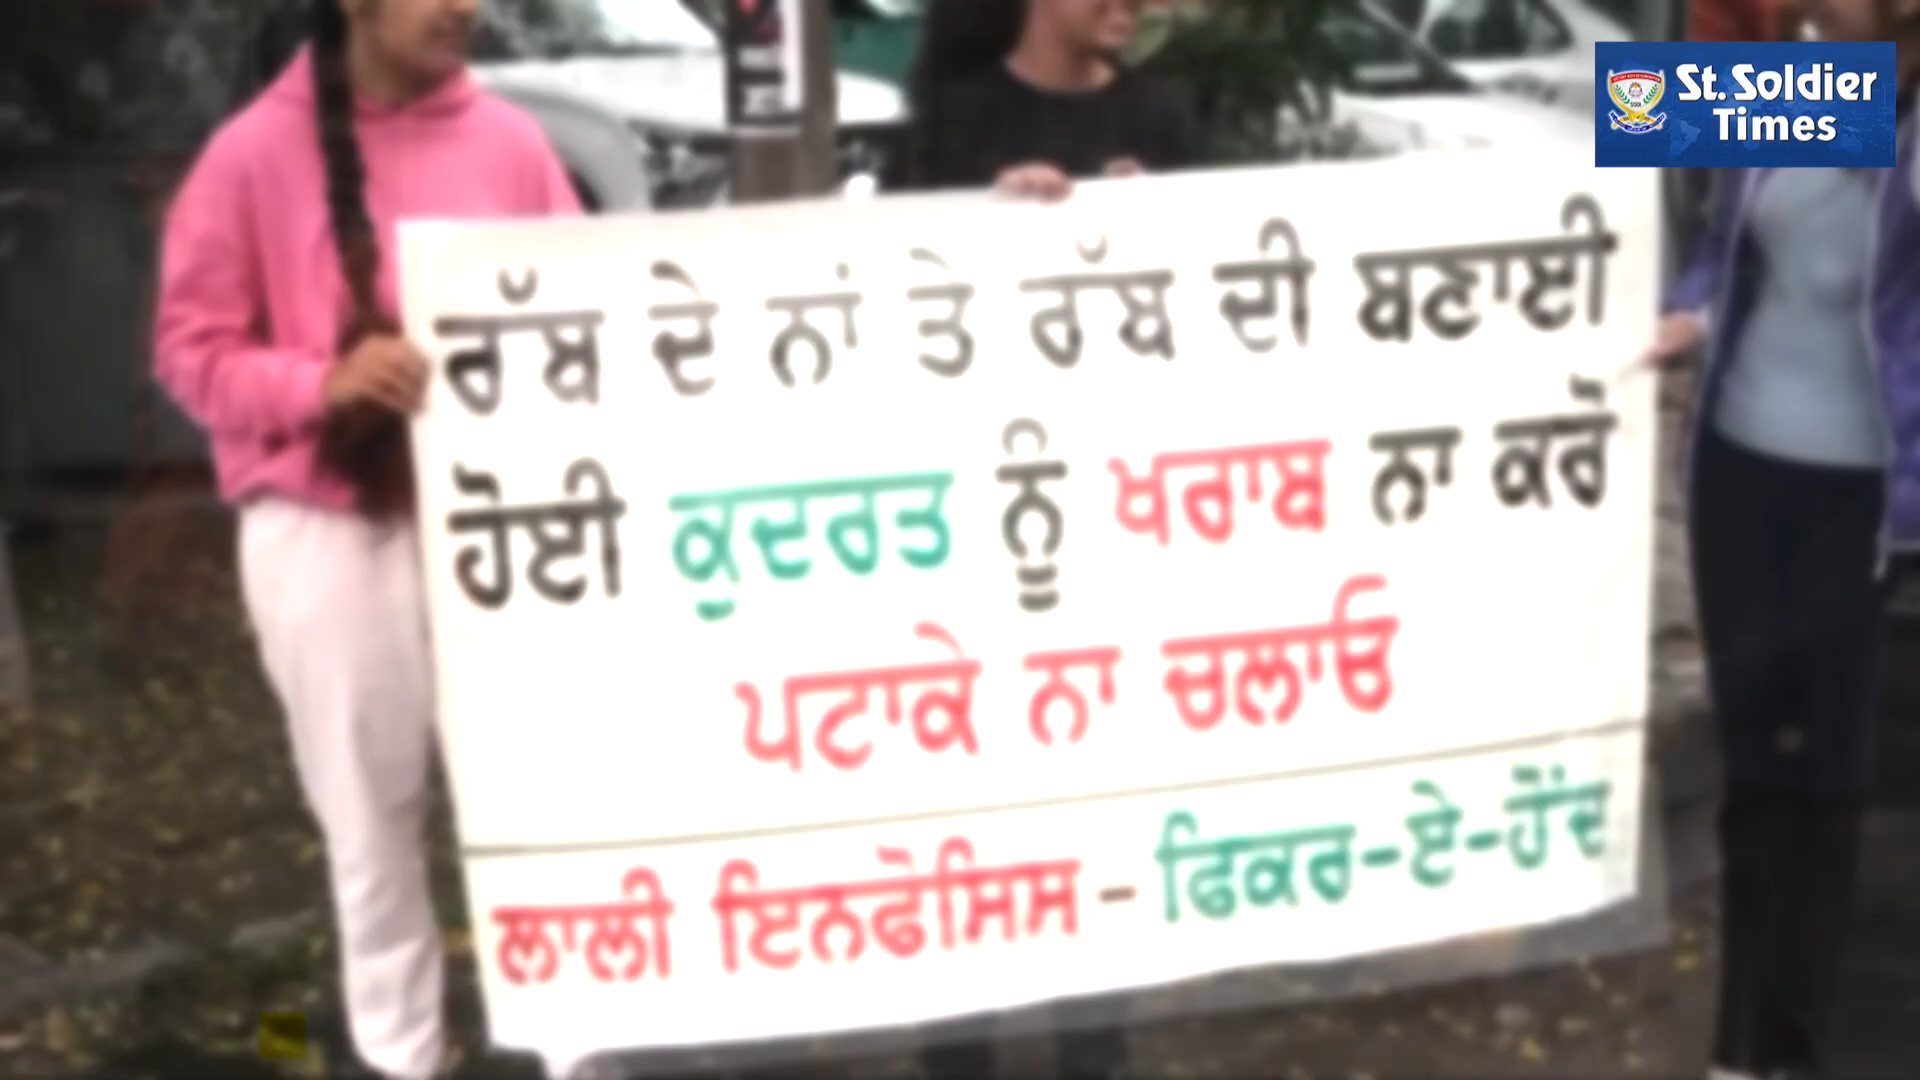 St. Soldier
Times
ਰੱਬ ਦੇ ਨਾਂ ਤੇ ਰੱਬ ਦੀ ਬਣਾਈ
ਹੋਈ ਕੁਦਰਤ ਨੂੰ ਖਰਾਬ ਨਾ ਕਰੋ
ਪਟਾਕੇ ਨਾ ਚਲਾਓ
ਲਾਲੀ ਇਨਫੋਸਿਸ - ਫਿਕਰ-ਏ-ਹੋਂਦ